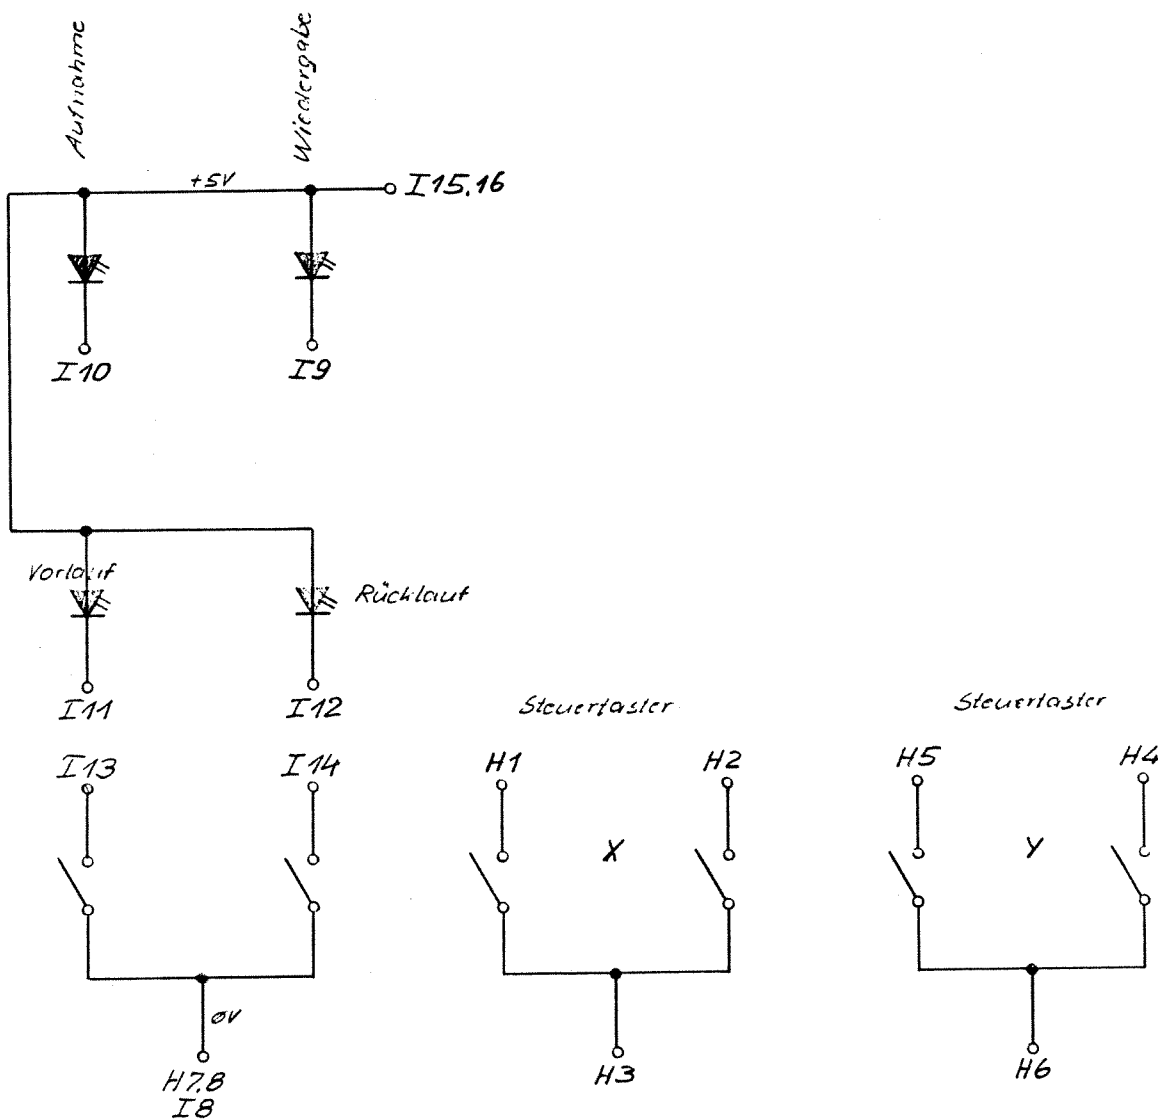 Aufnahme
Wiedergabe
+5V
I15,16
I10
I9
Vorlauf
Rücklauf
I11
I12
Steuertaster
Steuertaster
I13
I14
H1
H2
H5
H4
X
Y
0V
H7,8
I8
H3
H6